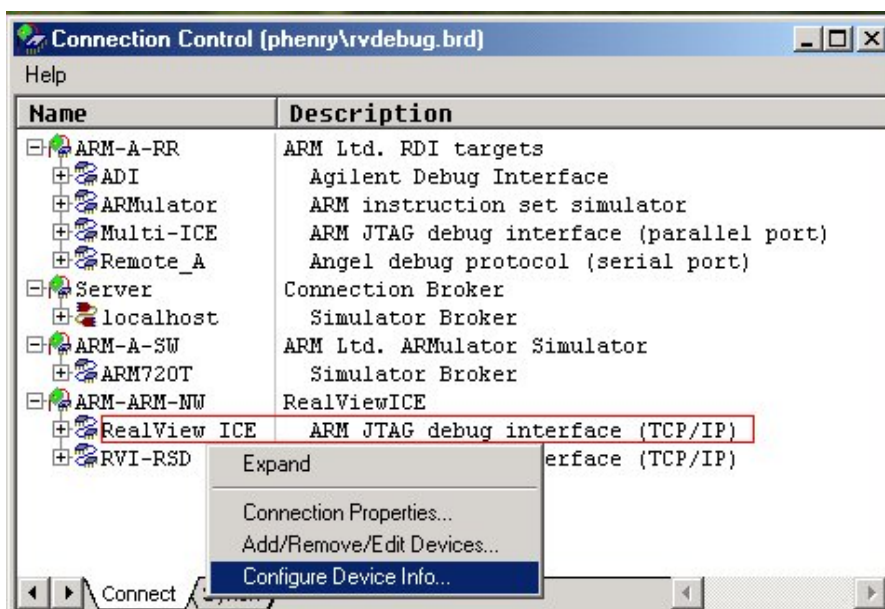 Connection Control (phenry\rvdebug.brd)
Help
Name Description
ARM-A-RR ARM Ltd. RDI targets
ADI Agilent Debug Interface
ARMulator ARM instruction set simulator
Multi-ICE ARM JTAG debug interface (parallel port)
Remote_A Angel debug protocol (serial port)
Server Connection Broker
localhost Simulator Broker
ARM-A-SW ARM Ltd. ARMulator Simulator
ARM720T Simulator Broker
ARM-ARM-NW RealViewICE
RealView ICE ARM JTAG debug interface (TCP/IP)
RVI-RSD erface (TCP/IP)
Expand
Connection Properties...
Add/Remove/Edit Devices...
Configure Device Info...
Connect